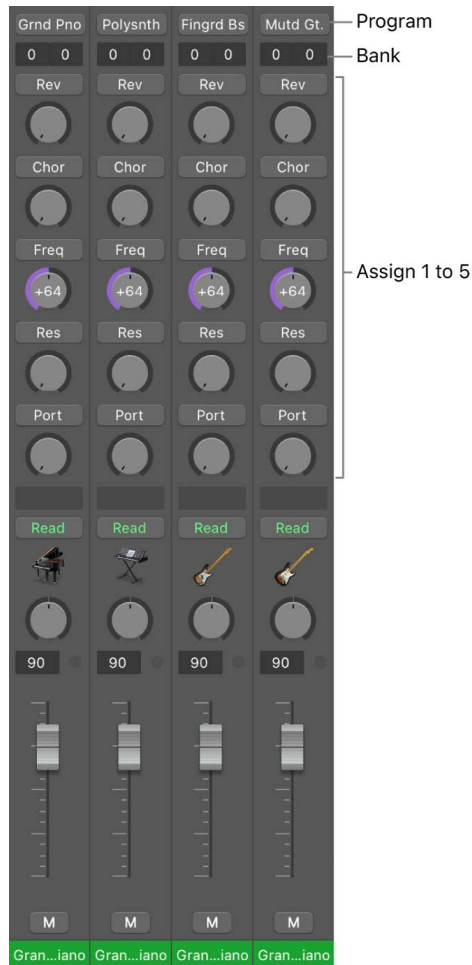 Grnd Pno Polysnth Fingrd Bs Mutd Gt. Program
0 0 0 0 0 0 0 0 Bank
Rev Rev Rev Rev
Chor Chor Chor Chor
Freq Freq Freq Freq
+64 +64 +64 +64 Assign 1 to 5
Res Res Res Res
Port Port Port Port
Read Read Read Read
90 90 90 90
M M M M
Gran...iano Gran...iano Gran...iano Gran...iano